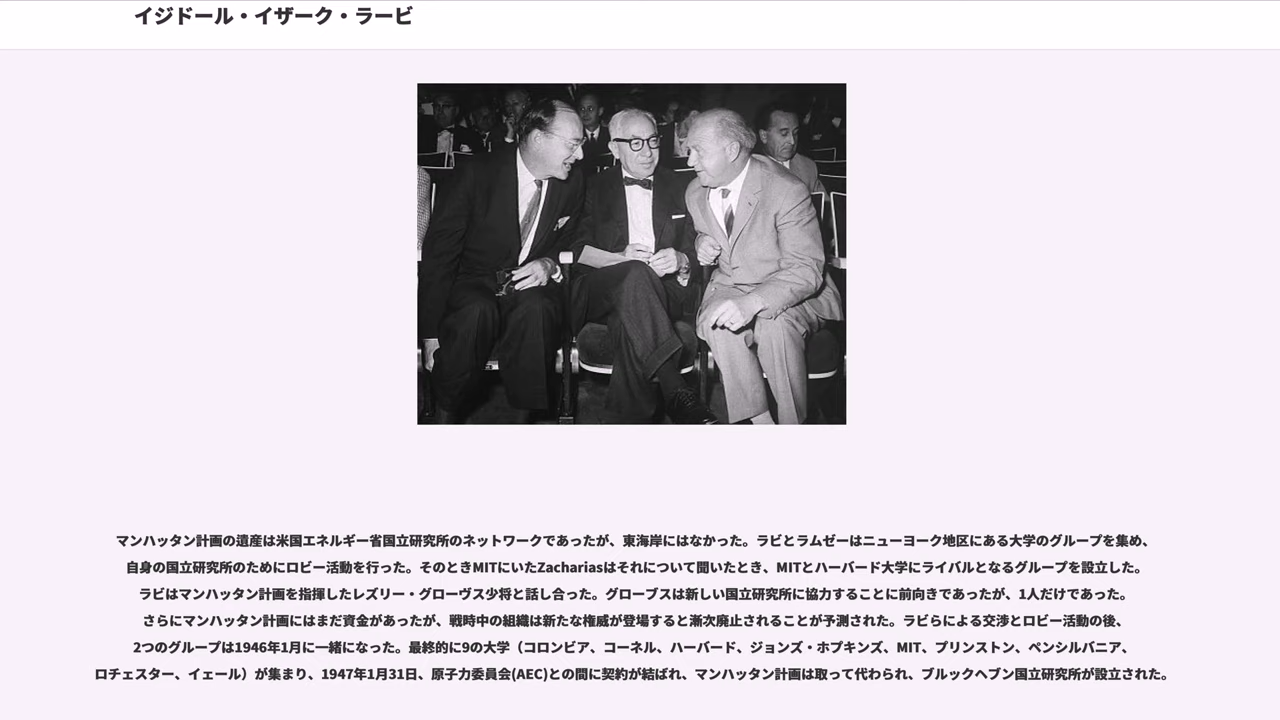 イジドール・イザーク・ラービ
マンハッタン計画の遺産は米国エネルギー省国立研究所のネットワークであったが、東海岸にはなかった。ラビとラムゼーはニューヨーク地区にある大学のグループを集め、
自身の国立研究所のためにロビー活動を行った。そのときMITにいたZachariasはそれについて聞いたとき、MITとハーバード大学にライバルとなるグループを設立した。
ラビはマンハッタン計画を指揮したレズリー・グローヴス少将と話し合った。グローブスは新しい国立研究所に協力することに前向きであったが、1人だけであった。
さらにマンハッタン計画にはまだ資金があったが、戦時中の組織は新たな権威が登場すると漸次廃止されることが予測された。ラビらによる交渉とロビー活動の後、
2つのグループは1946年1月に一緒になった。最終的に9の大学（コロンビア、コーネル、ハーバード、ジョンズ・ホプキンズ、MIT、プリンストン、ペンシルバニア、
ロチェスター、イェール）が集まり、1947年1月31日、原子力委員会(AEC)との間に契約が結ばれ、マンハッタン計画は取って代わられ、ブルックヘブン国立研究所が設立された。